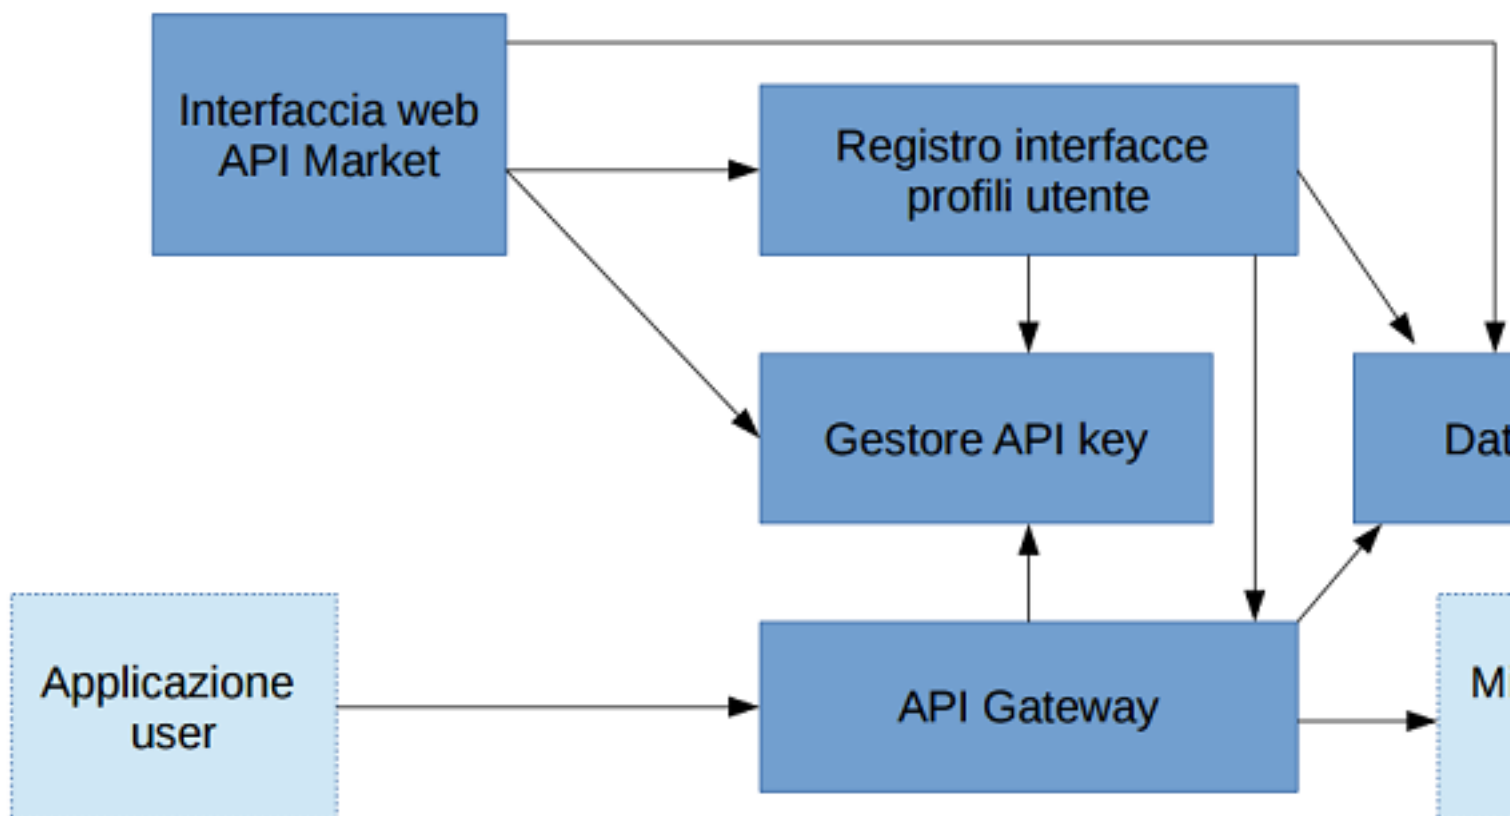 Interfaccia web
API Market
Registro interfacce
profili utente
Gestore API key
Applicazione
user
API Gateway